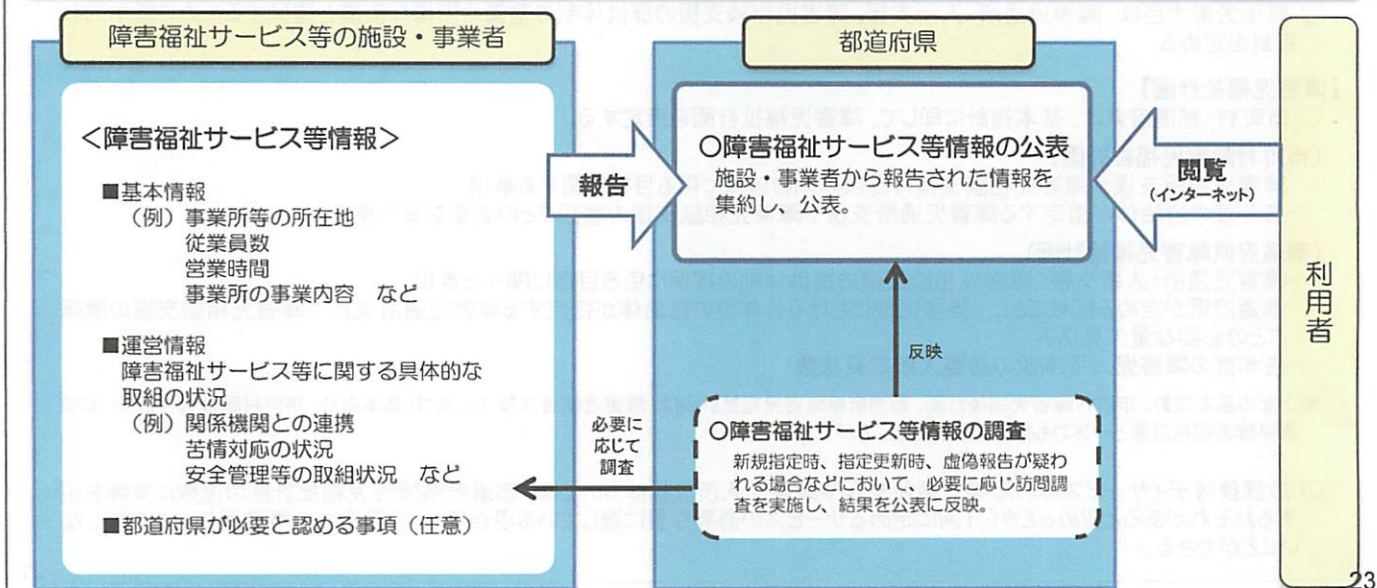 障害福祉サービス等の施設・事業者
<障害福祉サービス等情報>
■基本情報
(例)事業所等の所在地
従業員数
営業時間
事業所の事業内容 など
■運営情報
障害福祉サービス等に関する具体的な
取組の状況
(例)関係機関との連携
苦情対応の状況
安全管理等の取組状況 など
■都道府県が必要と認める事項(任意)
報告
必要に
応じて
調査
都道府県
〇障害福祉サービス等情報の公表
施設・事業者から報告された情報を
集約し、公表。
反映
〇障害福祉サービス等情報の調査
新規指定時、指定更新時、虚偽報告が疑わ
れる場合などにおいて、必要に応じ訪問調
査を実施し、結果を公表に反映。
閲覧
(インターネット)
利用者
23